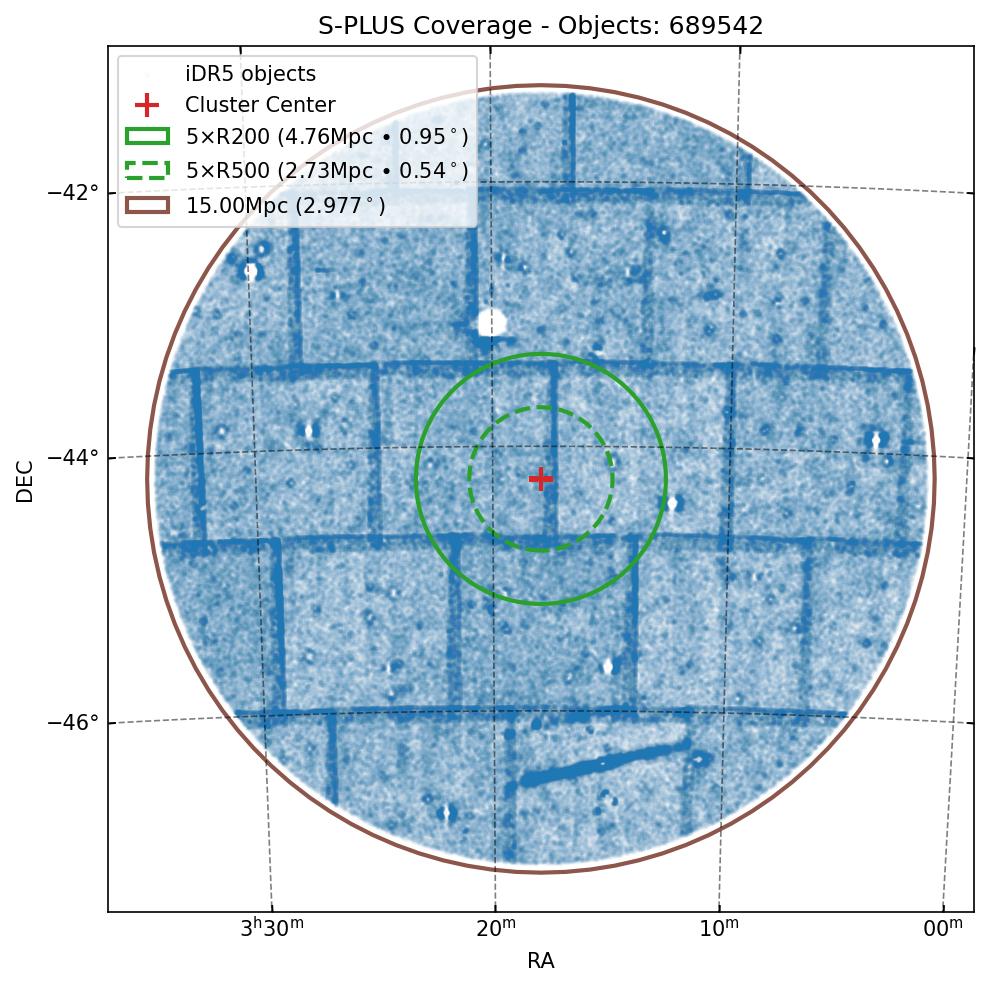 S-PLUS Coverage - Objects: 689542
iDR5 objects
Cluster Center
5×R200 (4.76Mpc • 0.95°)
5×R500 (2.73Mpc • 0.54°)
15.00Mpc (2.977°)
−42°
−44°
−46°
DEC
3ʰ30ᵐ
20ᵐ
10ᵐ
00ᵐ
RA